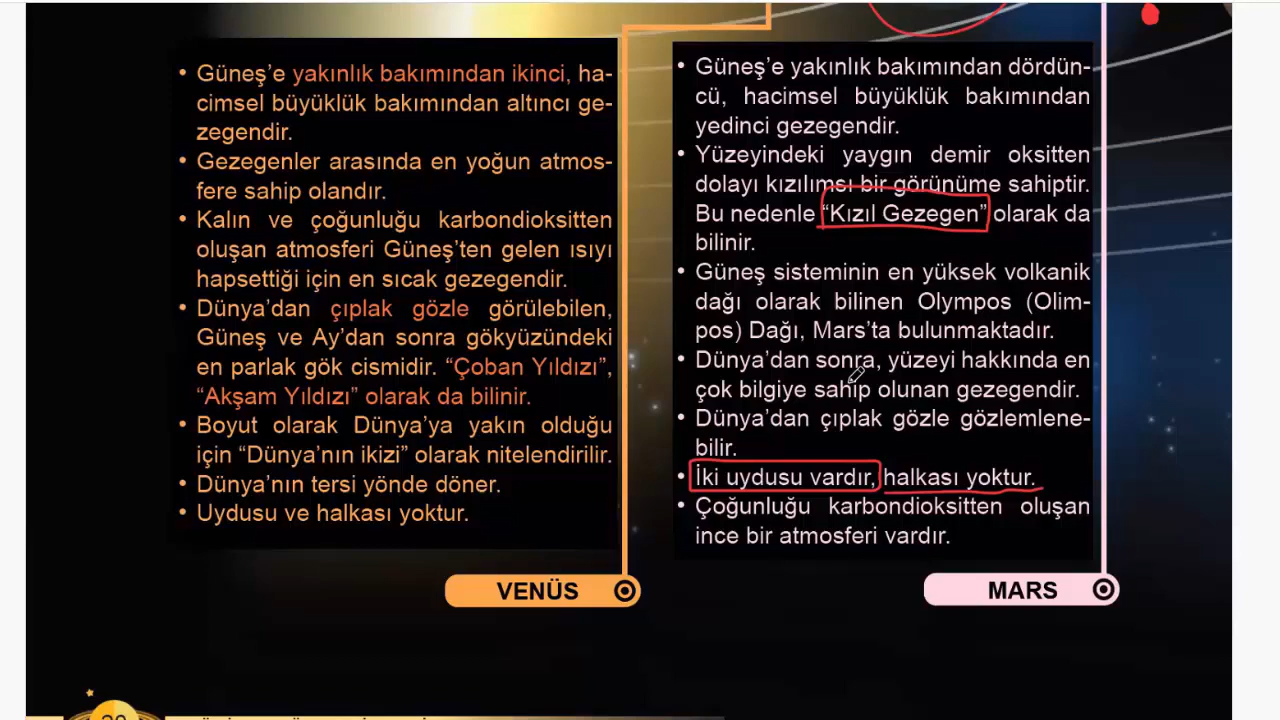 • Güneş’e yakınlık bakımından ikinci, ha-
cimsel büyüklük bakımından altıncı ge-
zegendir.
• Gezegenler arasında en yoğun atmos-
fere sahip olandır.
• Kalın ve çoğunluğu karbondioksitten
oluşan atmosferi Güneş’ten gelen ısıyı
hapsettiği için en sıcak gezegendir.
• Dünya’dan çıplak gözle görülebilen,
Güneş ve Ay’dan sonra gökyüzündeki
en parlak gök cismidir. “Çoban Yıldızı”,
“Akşam Yıldızı” olarak da bilinir.
• Boyut olarak Dünya’ya yakın olduğu
için “Dünya’nın ikizi” olarak nitelendirilir.
• Dünya’nın tersi yönde döner.
• Uydusu ve halkası yoktur.
VENÜS
• Güneş’e yakınlık bakımından dördün-
cü, hacimsel büyüklük bakımından
yedinci gezegendir.
• Yüzeyindeki yaygın demir oksitten
dolayı kızılımsı bir görünüme sahiptir.
Bu nedenle “Kızıl Gezegen” olarak da
bilinir.
• Güneş sisteminin en yüksek volkanik
dağı olarak bilinen Olympos (Olim-
pos) Dağı, Mars’ta bulunmaktadır.
• Dünya’dan sonra, yüzeyi hakkında en
çok bilgiye sahip olunan gezegendir.
• Dünya’dan çıplak gözle gözlemlene-
bilir.
• İki uydusu vardır, halkası yoktur.
• Çoğunluğu karbondioksitten oluşan
ince bir atmosferi vardır.
MARS